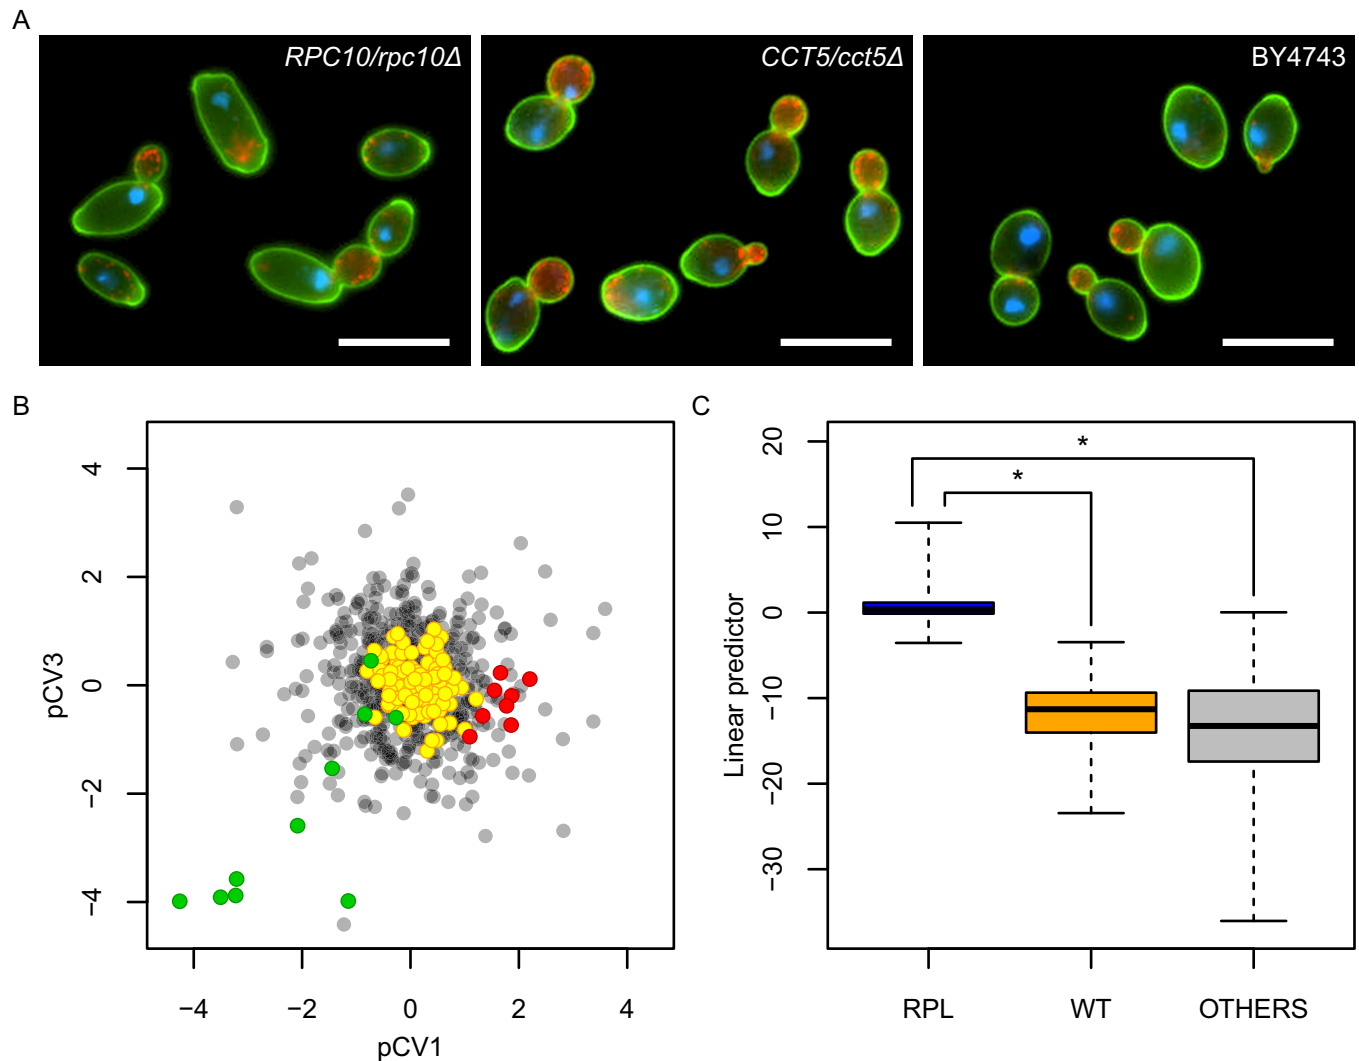 A
RPC10/rpc10Δ
CCT5/cct5Δ
BY4743
B
4
2
0
−2
−4
pCV3
−4
−2
0
2
4
pCV1
C
20
10
0
−10
−20
−30
Linear predictor
*
*
RPL
WT
OTHERS